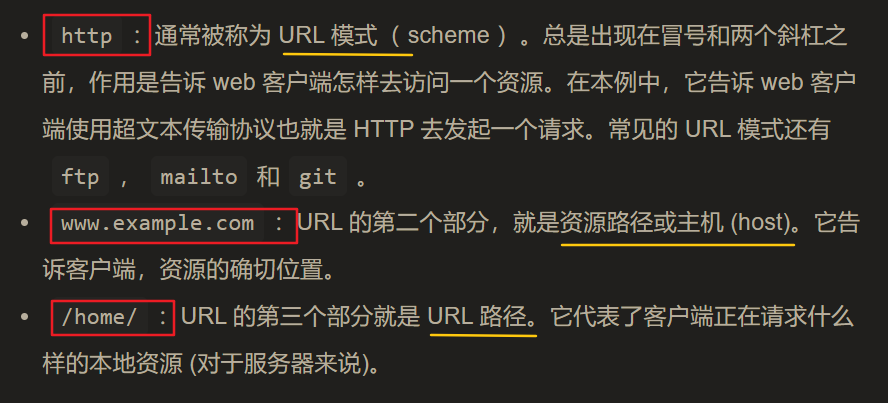 • http ：通常被称为 URL 模式（ scheme ）。总是出现在冒号和两个斜杠之
前，作用是告诉 web 客户端怎样去访问一个资源。在本例中，它告诉 web 客户
端使用超文本传输协议也就是 HTTP 去发起一个请求。常见的 URL 模式还有
ftp ， mailto 和 git 。
• www.example.com ：URL 的第二个部分，就是资源路径或主机 (host)。它告
诉客户端，资源的确切位置。
• /home/ ：URL 的第三个部分就是 URL 路径。它代表了客户端正在请求什么
样的本地资源 (对于服务器来说)。